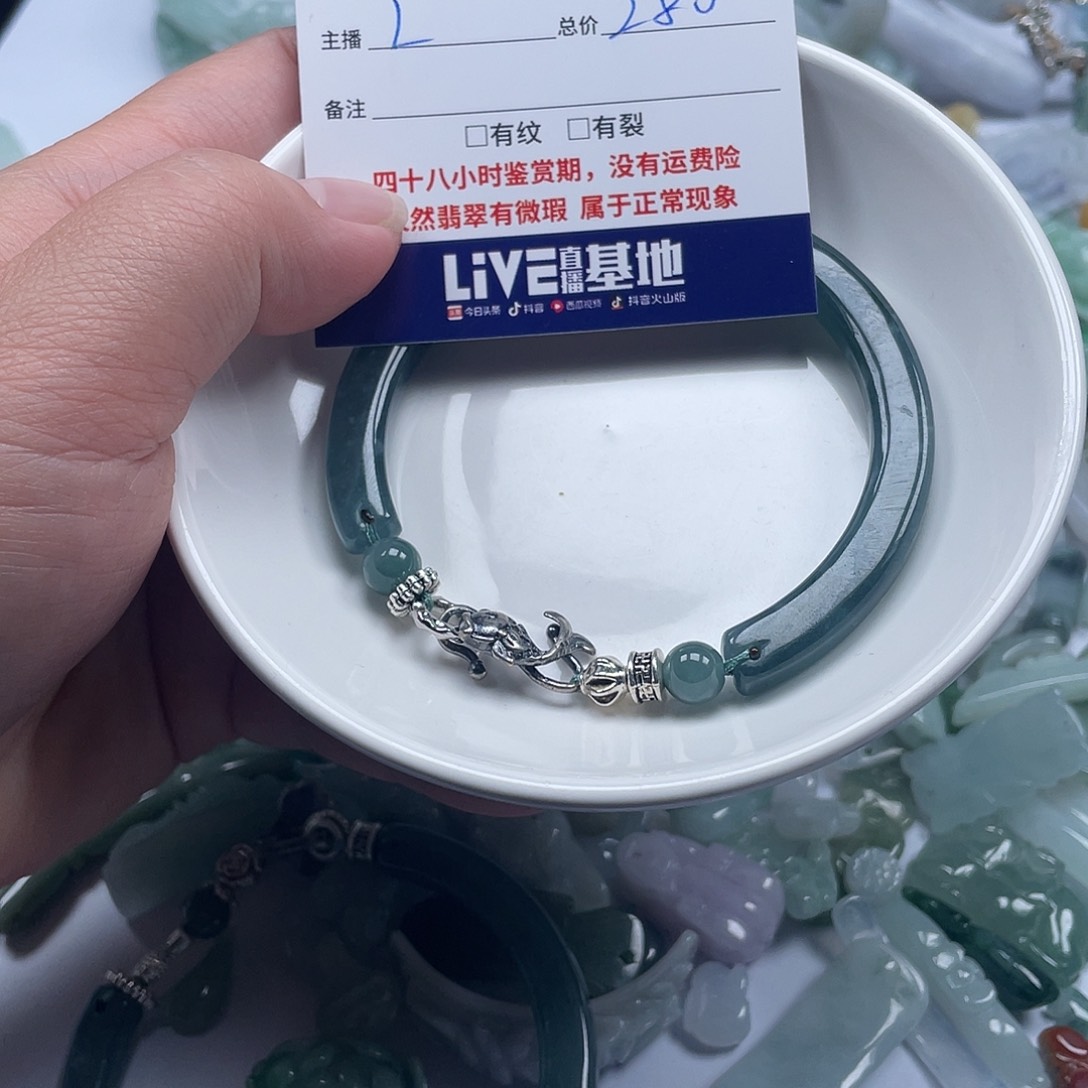 主播 L 总价 280
备注
□有纹 □有裂
四十八小时鉴赏期，没有运费险
然翡翠有微瑕 属于正常现象
LiVE直播基地
今日头条 抖音 西瓜视频 抖音火山版